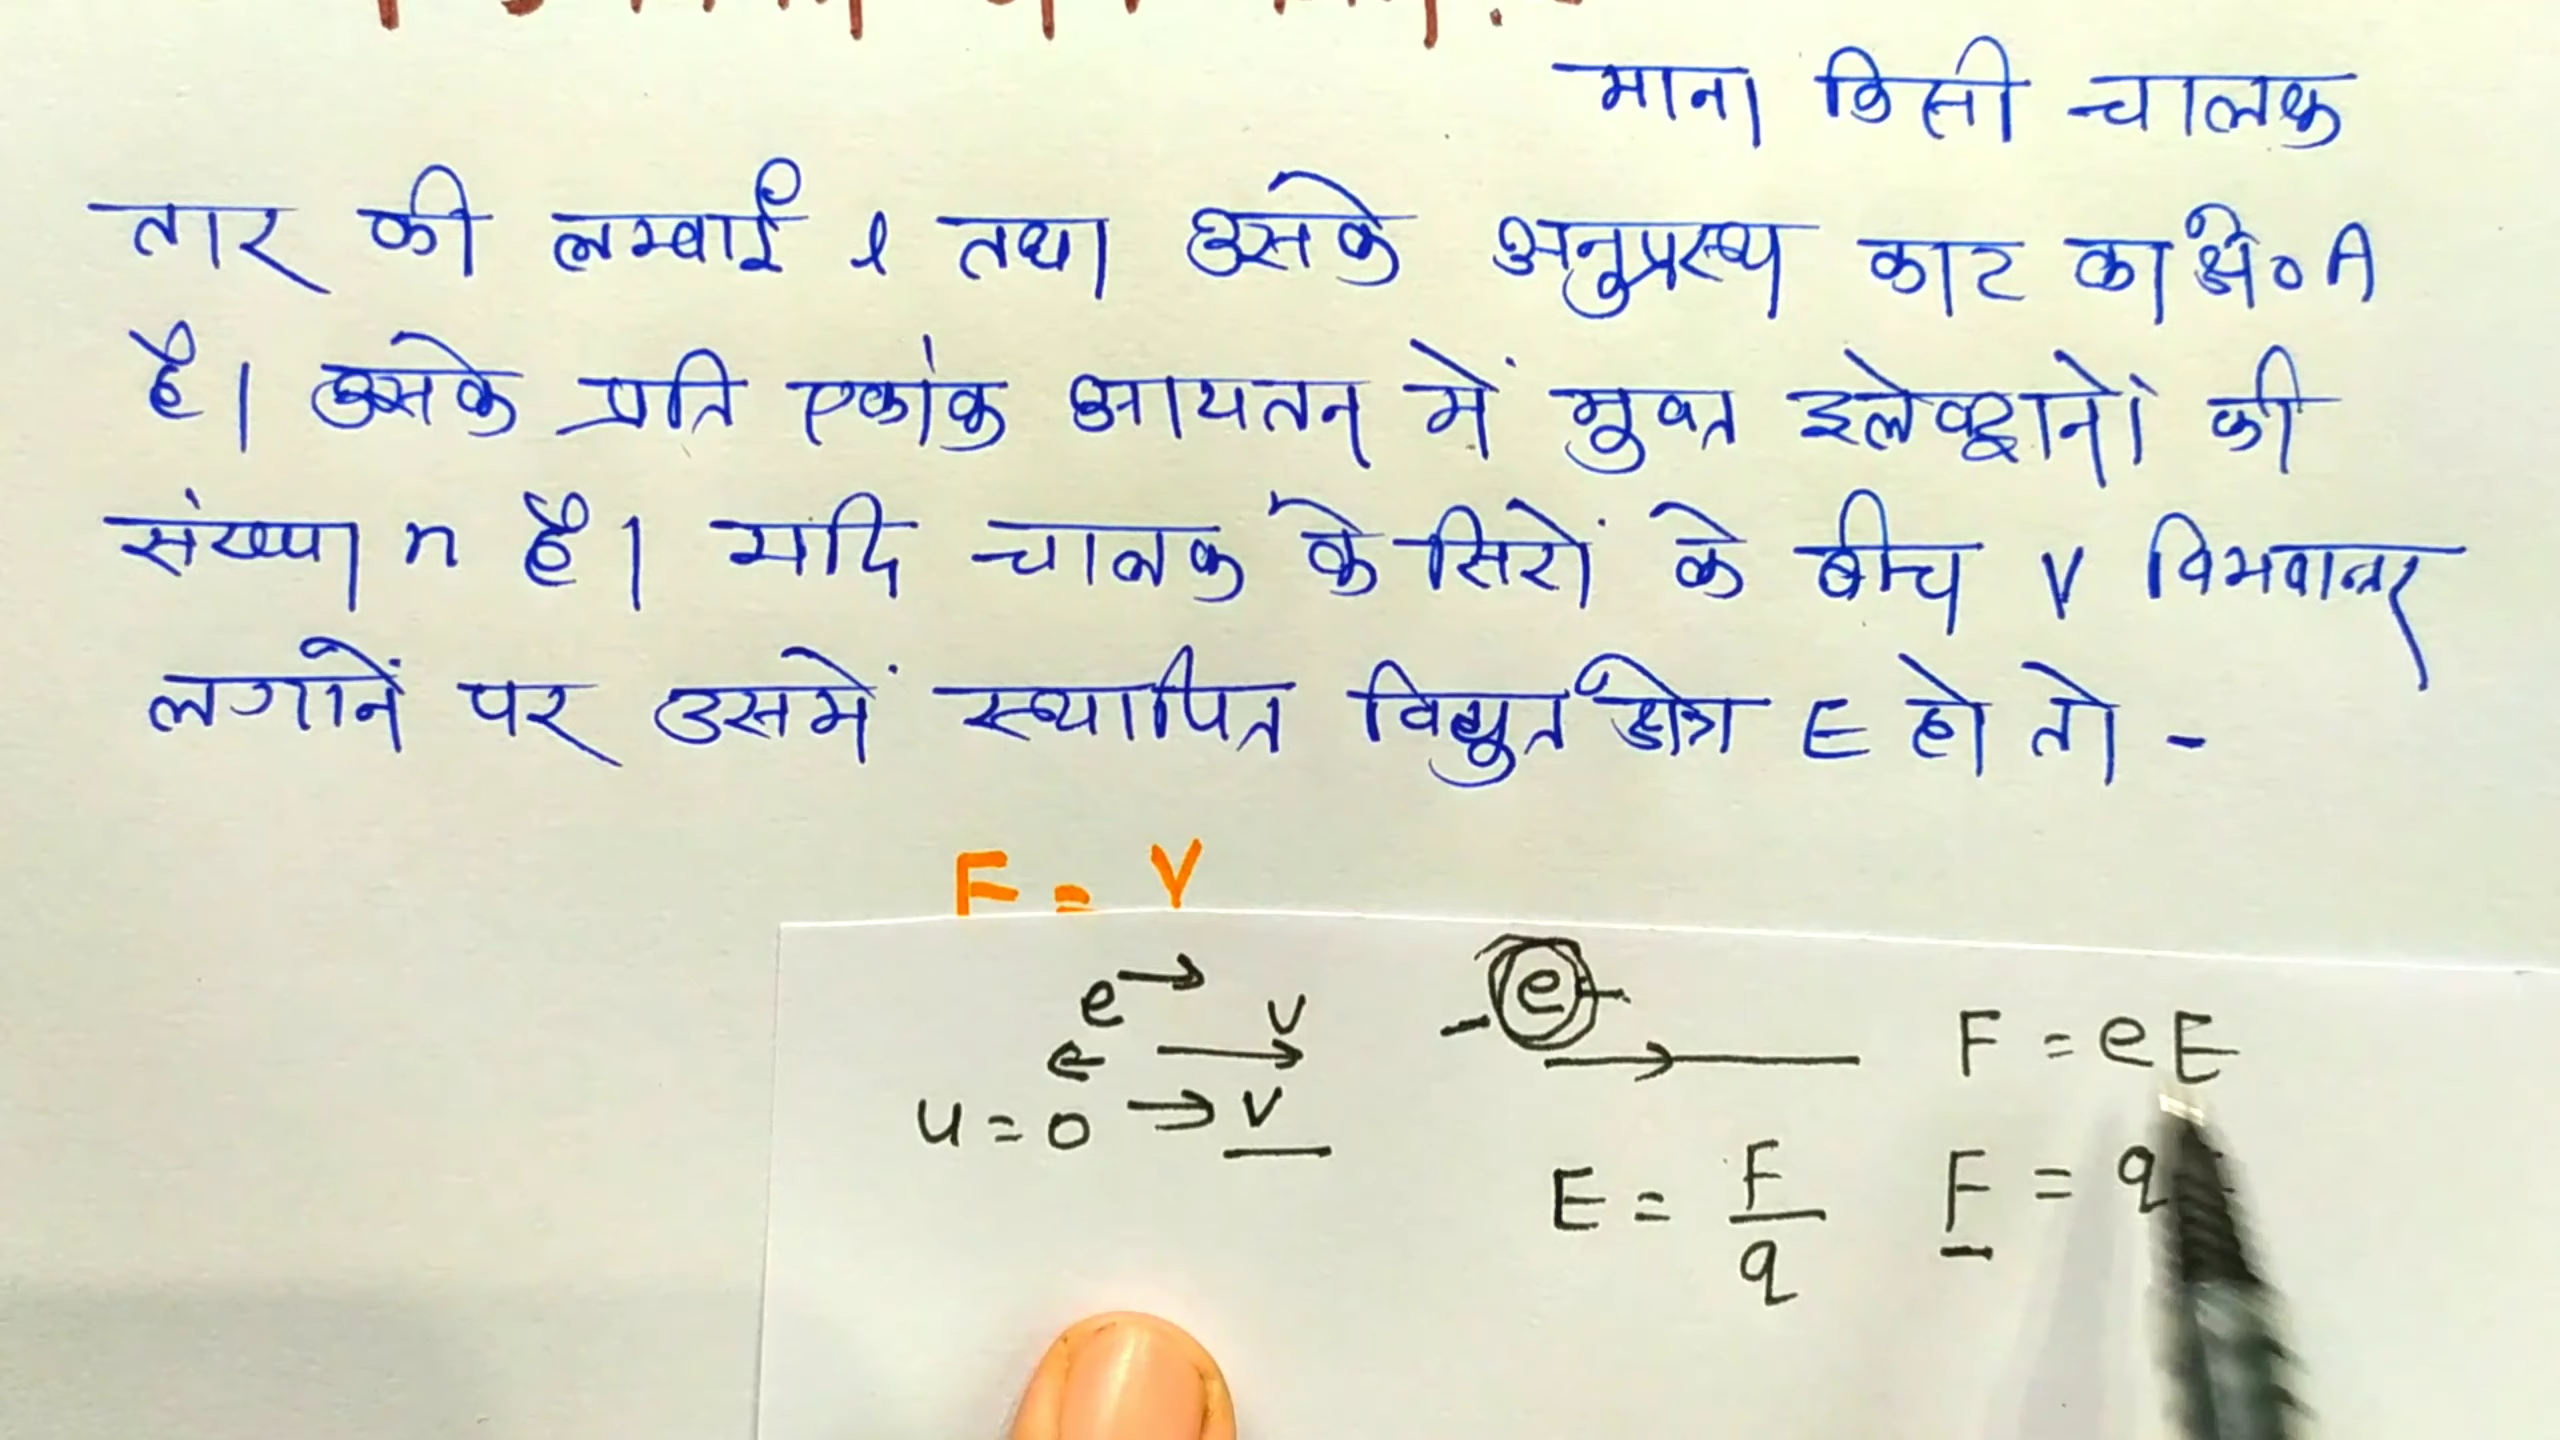 माना किसी चालक
तार की लम्बाई l तथा उसके अनुप्रस्थ काट का क्षे० A
है। उसके प्रति एकांक आयतन में मुक्त इलेक्ट्रानों की
संख्या n है। यदि चालक के सिरों के बीच V विभवान्तर
लगानें पर उसमें स्थापित विद्युत क्षेत्र E हो तो -
= V
e → e F = eE
e → v
u = 0 → v
E = F/q F = q